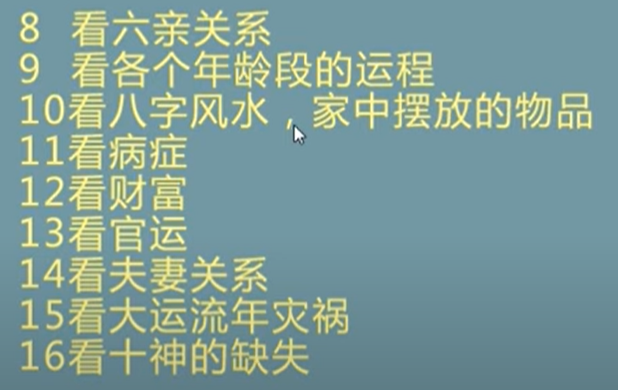 8 看六亲关系
9 看各个年龄段的运程
10看八字风水，家中摆放的物品
11看病症
12看财富
13看官运
14看夫妻关系
15看大运流年灾祸
16看十神的缺失